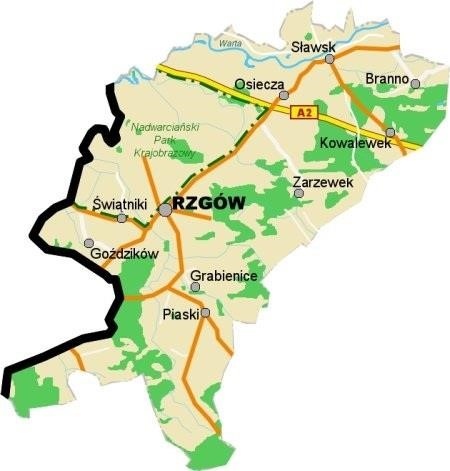 Warta
Sławsk
Osiecza
Branno
A2
Nadwarciański
Park
Krajobrazowy
Kowalewek
Zarzewek
Świątniki
RZGÓW
Goździków
Grabienice
Piaski